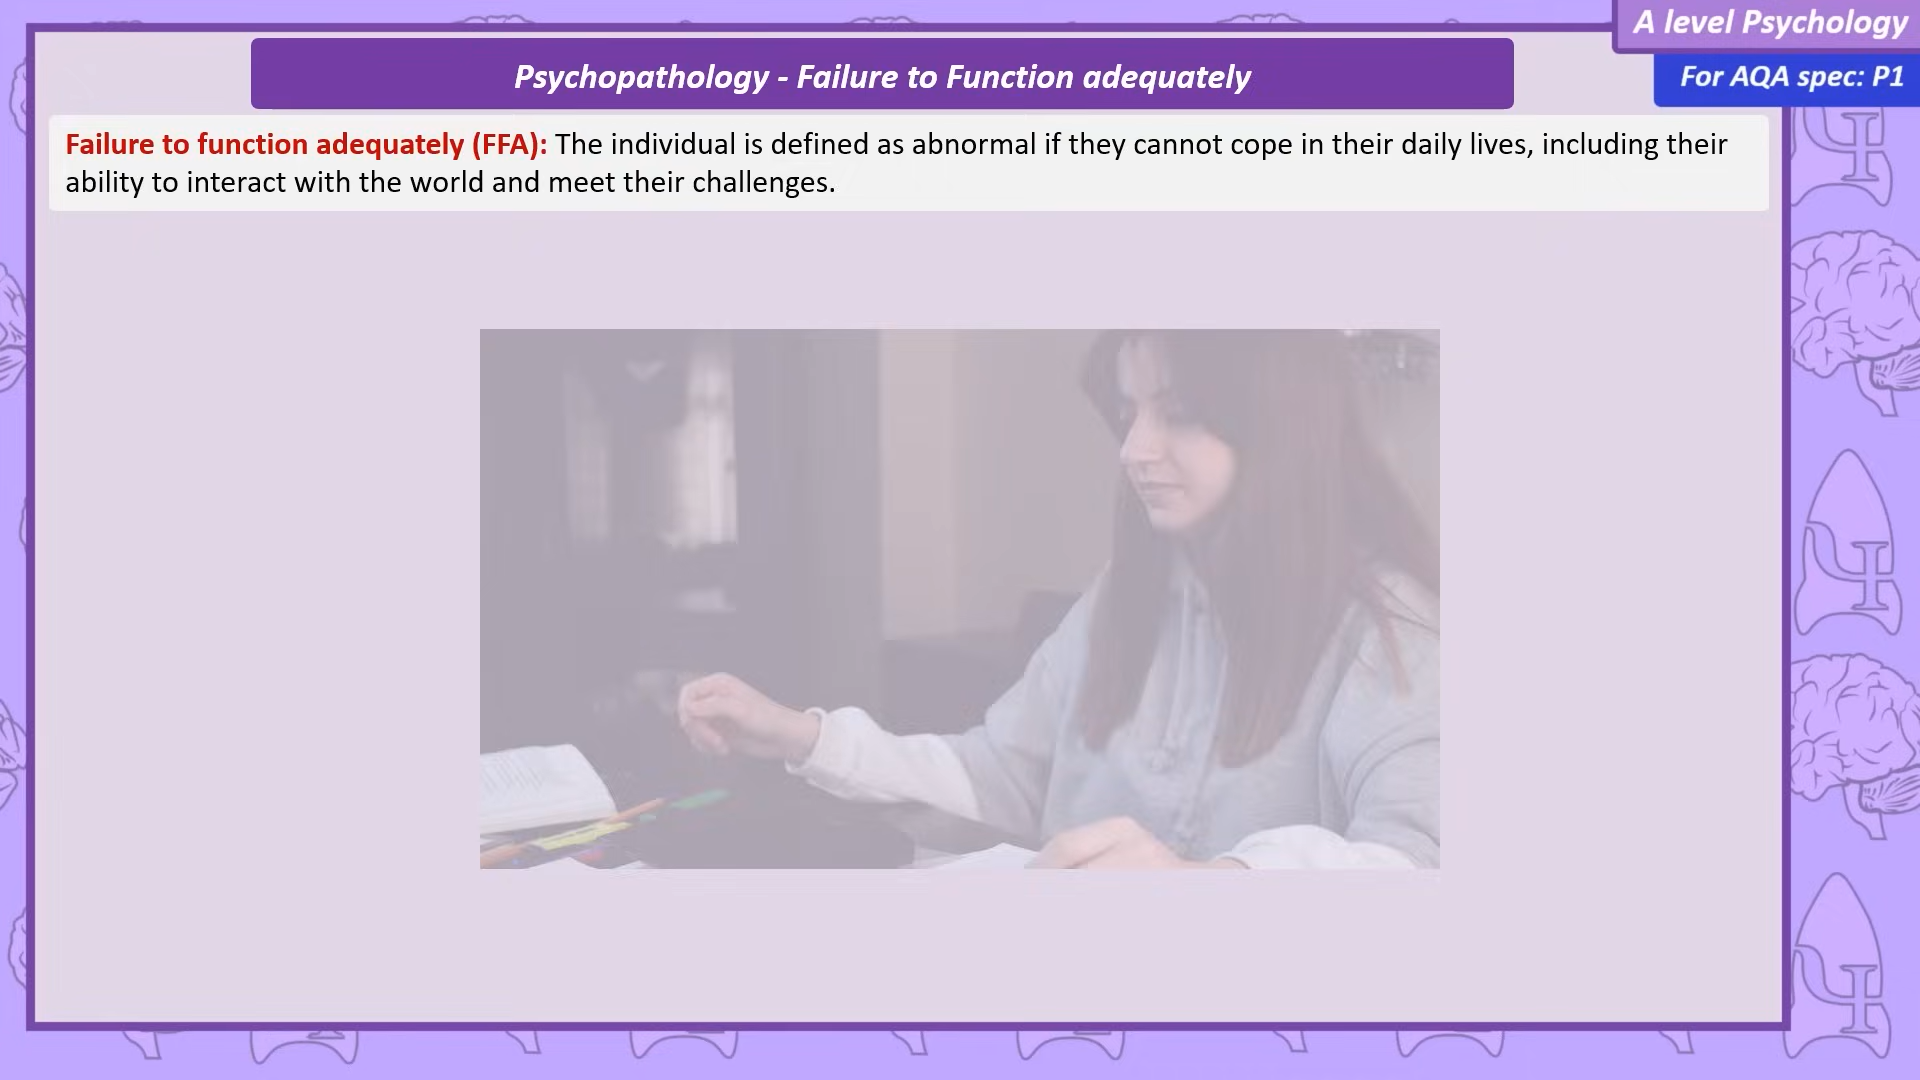 A level Psychology
For AQA spec: P1
Psychopathology - Failure to Function adequately
Failure to function adequately (FFA): The individual is defined as abnormal if they cannot cope in their daily lives, including their
ability to interact with the world and meet their challenges.